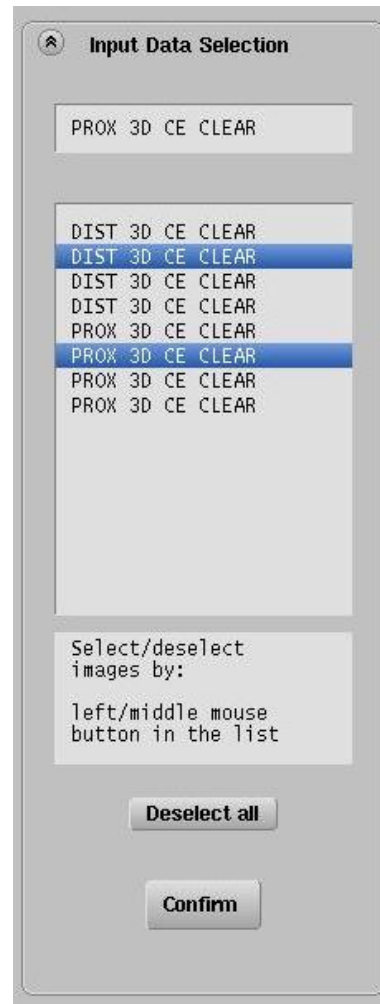 Input Data Selection
PROX 3D CE CLEAR
DIST 3D CE CLEAR
DIST 3D CE CLEAR
DIST 3D CE CLEAR
DIST 3D CE CLEAR
PROX 3D CE CLEAR
PROX 3D CE CLEAR
PROX 3D CE CLEAR
PROX 3D CE CLEAR
Select/deselect
images by:
left/middle mouse
button in the list
Deselect all
Confirm